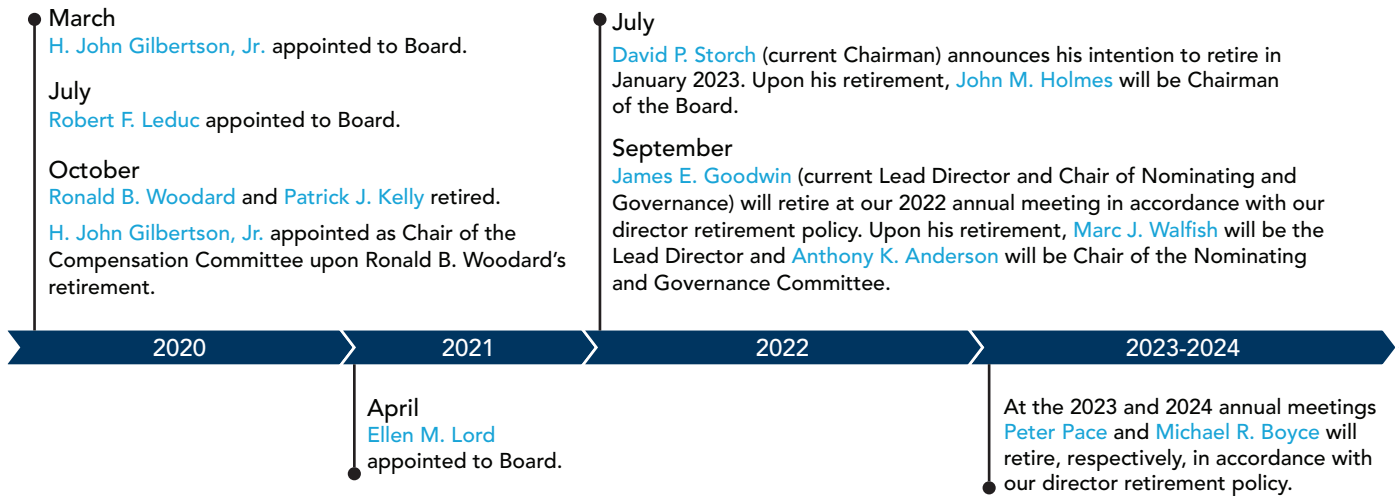 March
H. John Gilbertson, Jr. appointed to Board.
July
Robert F. Leduc appointed to Board.
October
Ronald B. Woodard and Patrick J. Kelly retired.
H. John Gilbertson, Jr. appointed as Chair of the
Compensation Committee upon Ronald B. Woodard’s
retirement.
July
David P. Storch (current Chairman) announces his intention to retire in
January 2023. Upon his retirement, John M. Holmes will be Chairman
of the Board.
September
James E. Goodwin (current Lead Director and Chair of Nominating and
Governance) will retire at our 2022 annual meeting in accordance with our
director retirement policy. Upon his retirement, Marc J. Walfish will be the
Lead Director and Anthony K. Anderson will be Chair of the Nominating
and Governance Committee.
2020
2021
2022
2023-2024
April
Ellen M. Lord
appointed to Board.
At the 2023 and 2024 annual meetings
Peter Pace and Michael R. Boyce will
retire, respectively, in accordance with
our director retirement policy.